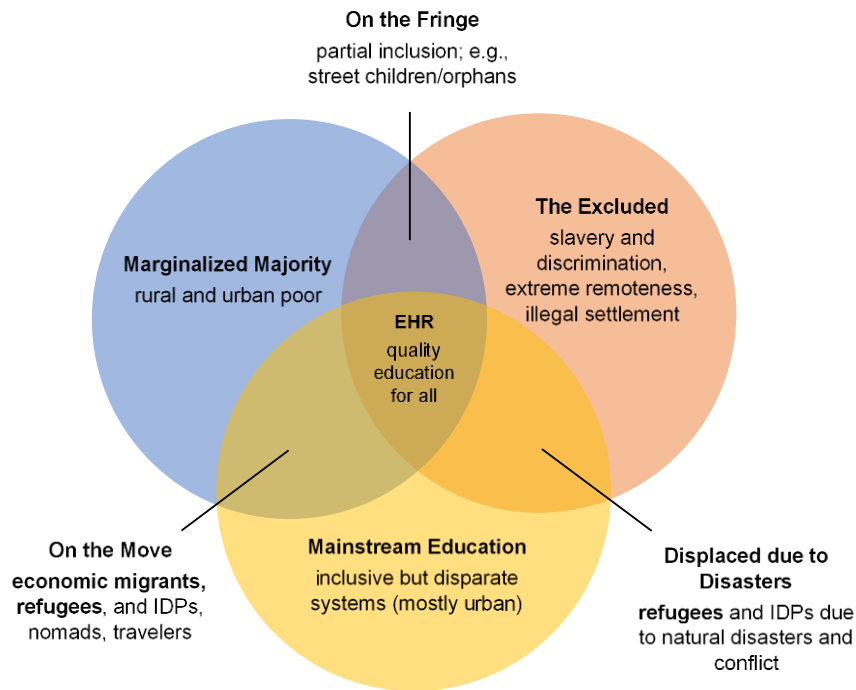 On the Fringe
partial inclusion; e.g.,
street children/orphans
Marginalized Majority
rural and urban poor
The Excluded
slavery and
discrimination,
extreme remoteness,
illegal settlement
EHR
quality
education
for all
On the Move
economic migrants,
refugees, and IDPs,
nomads, travelers
Mainstream Education
inclusive but disparate
systems (mostly urban)
Displaced due to
Disasters
refugees and IDPs due
to natural disasters and
conflict